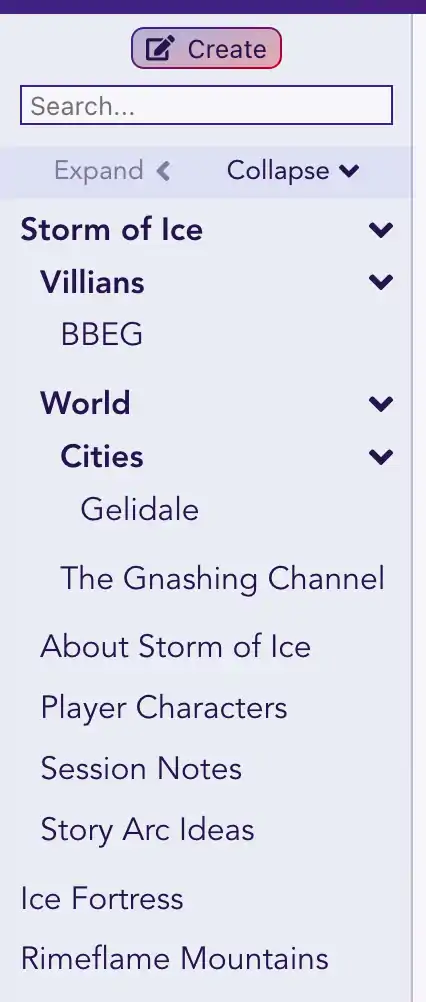 Create
Search...
Expand Collapse
Storm of Ice
Villians
BBEG
World
Cities
Gelidale
The Gnashing Channel
About Storm of Ice
Player Characters
Session Notes
Story Arc Ideas
Ice Fortress
Rimeflame Mountains